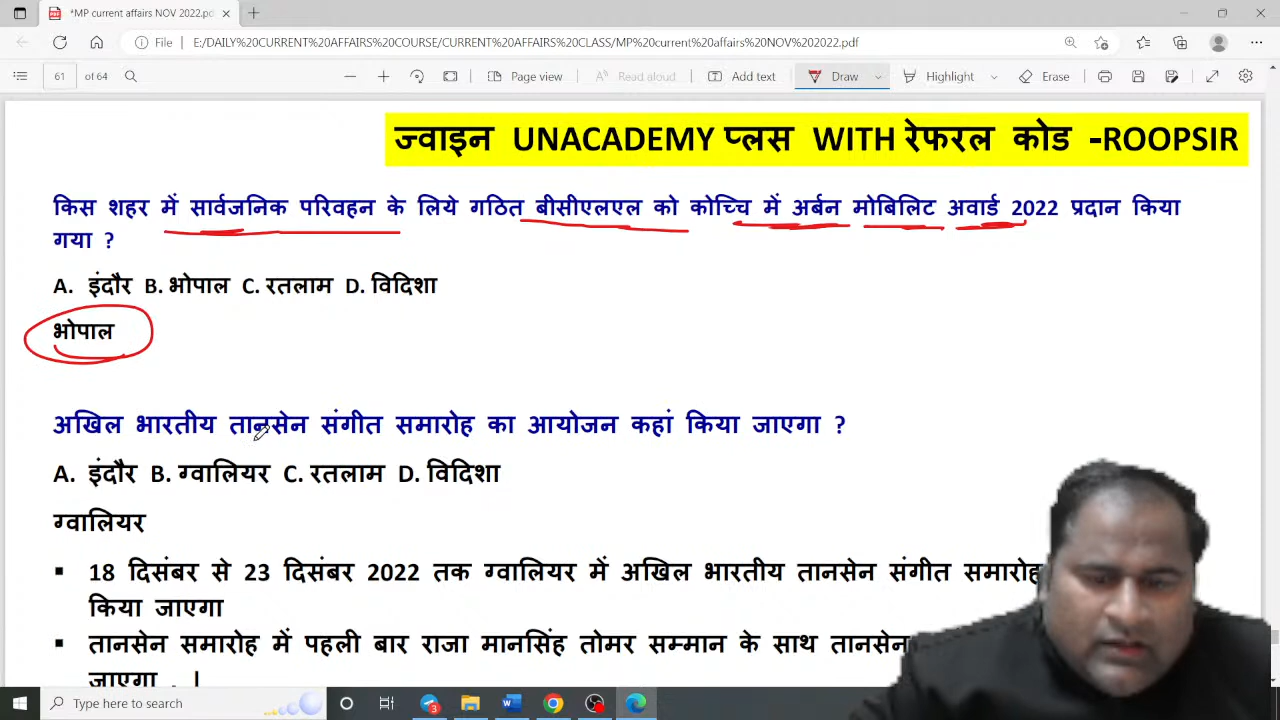 *MP current affairs NOV 2022.pd
File E:/DAILY%20CURRENT%20AFFAIRS%20COURSE/CURRENT%20AFFAIRS%20CLASS/MP%20current%20affairs%20NOV%202022.pdf
61 of 64 Page view Read aloud Add text Draw Highlight Erase
ज्वाइन UNACADEMY प्लस WITH रेफरल कोड -ROOPSIR
किस शहर में सार्वजनिक परिवहन के लिये गठित बीसीएलएल को कोच्चि में अर्बन मोबिलिट अवार्ड 2022 प्रदान किया
गया ?
A. इंदौर B. भोपाल C. रतलाम D. विदिशा
भोपाल
अखिल भारतीय तानसेन संगीत समारोह का आयोजन कहां किया जाएगा ?
A. इंदौर B. ग्वालियर C. रतलाम D. विदिशा
ग्वालियर
▪ 18 दिसंबर से 23 दिसंबर 2022 तक ग्वालियर में अखिल भारतीय तानसेन संगीत समारोह
किया जाएगा
▪ तानसेन समारोह में पहली बार राजा मानसिंह तोमर सम्मान के साथ तानसेन
जाएगा . |
Type here to search
3